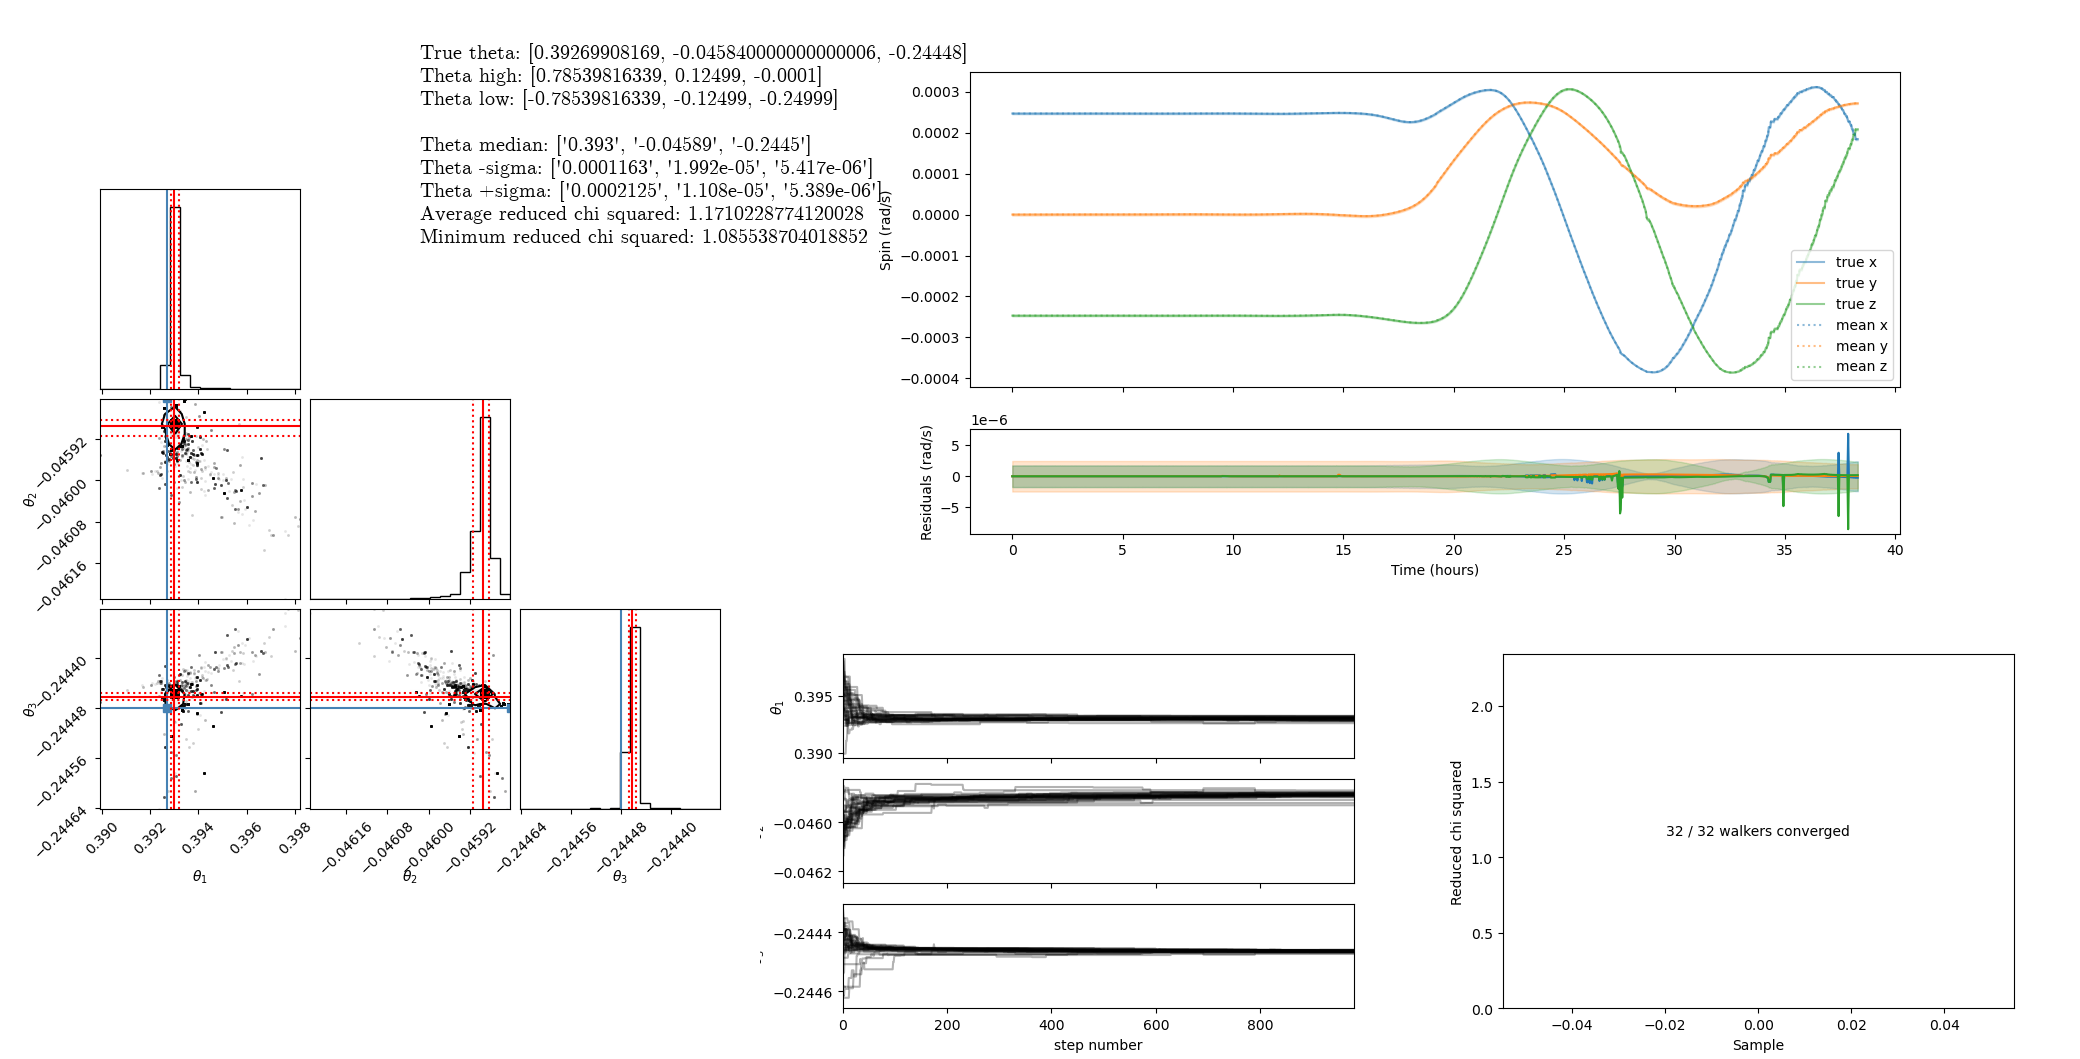 True theta: [0.39269908169, -0.045840000000000006, -0.24448]
Theta high: [0.78539816339, 0.12499, -0.0001]
Theta low: [-0.78539816339, -0.12499, -0.24999]
Theta median: ['0.393', '-0.04589', '-0.2445']
Theta -sigma: ['0.0001163', '1.992e-05', '5.417e-06']
Theta +sigma: ['0.0002125', '1.108e-05', '5.389e-06']
Average reduced chi squared: 1.1710228774120028
Minimum reduced chi squared: 1.085538704018852
Spin (rad/s)
0.0003
0.0002
0.0001
0.0000
−0.0001
−0.0002
−0.0003
−0.0004
true x
true y
true z
mean x
mean y
mean z
1e−6
Residuals (rad/s)
5
0
−5
0 5 10 15 20 25 30 35 40
Time (hours)
θ2
−0.04592
−0.04600
−0.04608
−0.04616
θ3
−0.24440
−0.24448
−0.24456
−0.24464
0.390 0.392 0.394 0.396 0.398
θ1
−0.04616 −0.04608 −0.04600 −0.04592
θ2
−0.24464 −0.24456 −0.24448 −0.24440
θ3
θ1
0.395
0.390
−0.0460
−0.0462
−0.2444
−0.2446
0 200 400 600 800
step number
Reduced chi squared
2.0
1.5
1.0
0.5
0.0
32 / 32 walkers converged
−0.04 −0.02 0.00 0.02 0.04
Sample